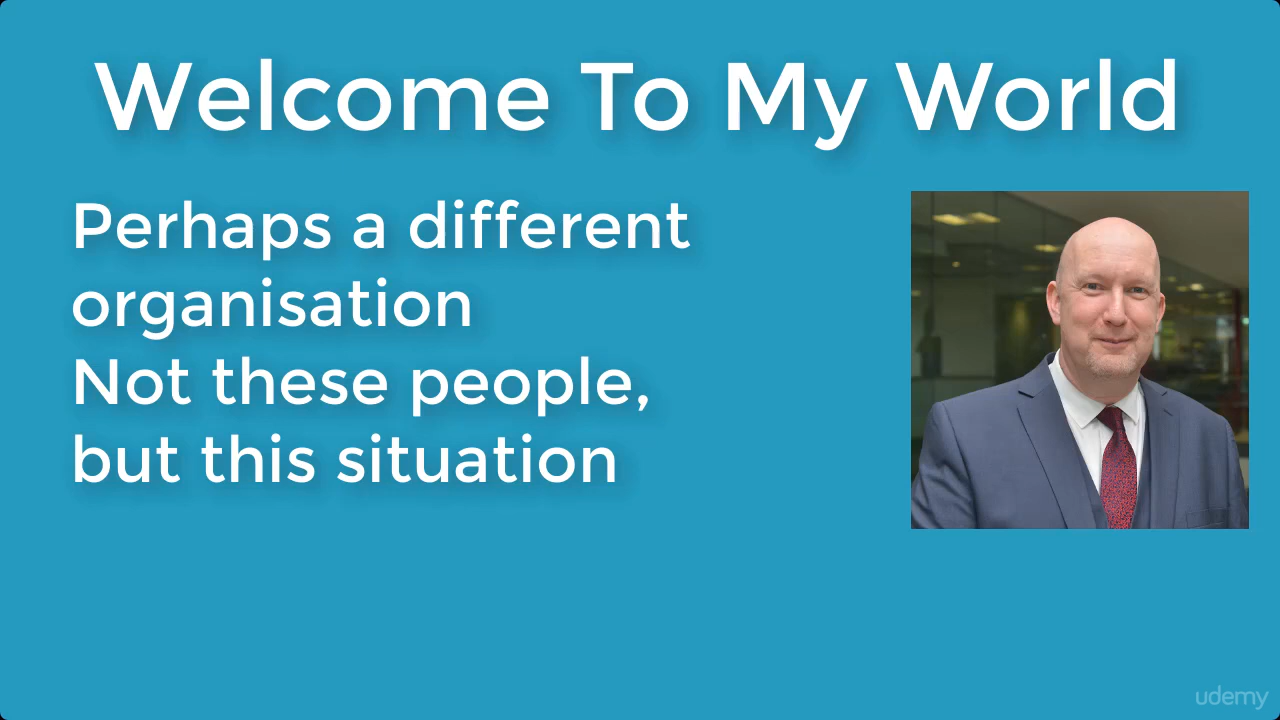 Welcome To My World
Perhaps a different
organisation
Not these people,
but this situation
udemy